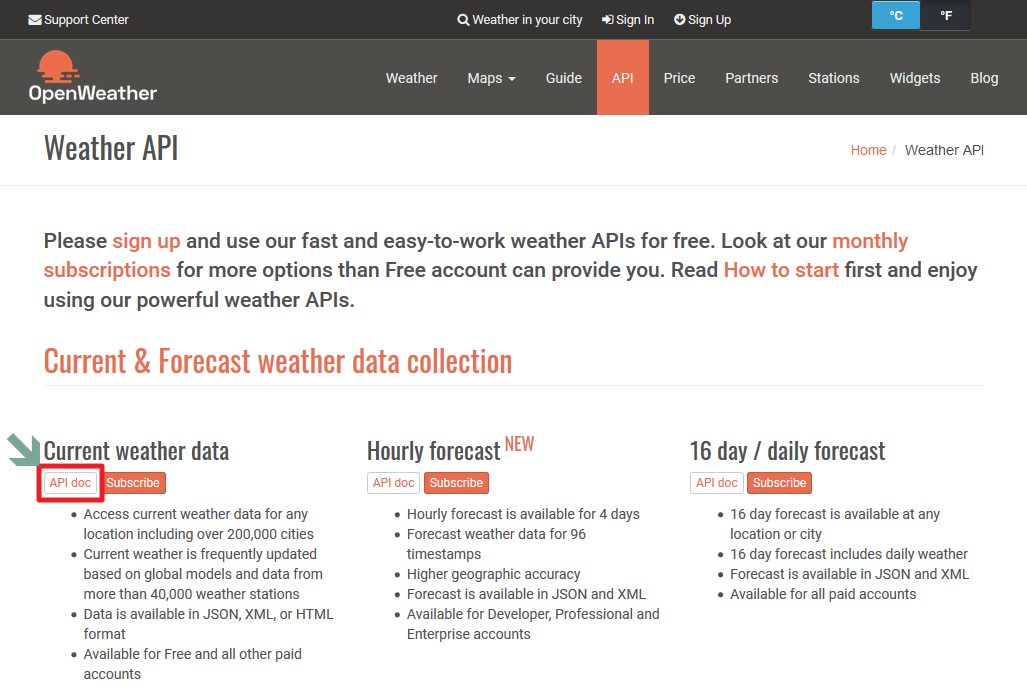 Support Center
Weather in your city Sign In Sign Up
°C °F
OpenWeather
Weather Maps Guide API Price Partners Stations Widgets Blog
Weather API
Home / Weather API
Please sign up and use our fast and easy-to-work weather APIs for free. Look at our monthly
subscriptions for more options than Free account can provide you. Read How to start first and enjoy
using our powerful weather APIs.
Current & Forecast weather data collection
Current weather data
API doc Subscribe
Access current weather data for any
location including over 200,000 cities
Current weather is frequently updated
based on global models and data from
more than 40,000 weather stations
Data is available in JSON, XML, or HTML
format
Available for Free and all other paid
accounts
Hourly forecast NEW
API doc Subscribe
Hourly forecast is available for 4 days
Forecast weather data for 96
timestamps
Higher geographic accuracy
Forecast is available in JSON and XML
Available for Developer, Professional and
Enterprise accounts
16 day / daily forecast
API doc Subscribe
16 day forecast is available at any
location or city
16 day forecast includes daily weather
Forecast is available in JSON and XML
Available for all paid accounts